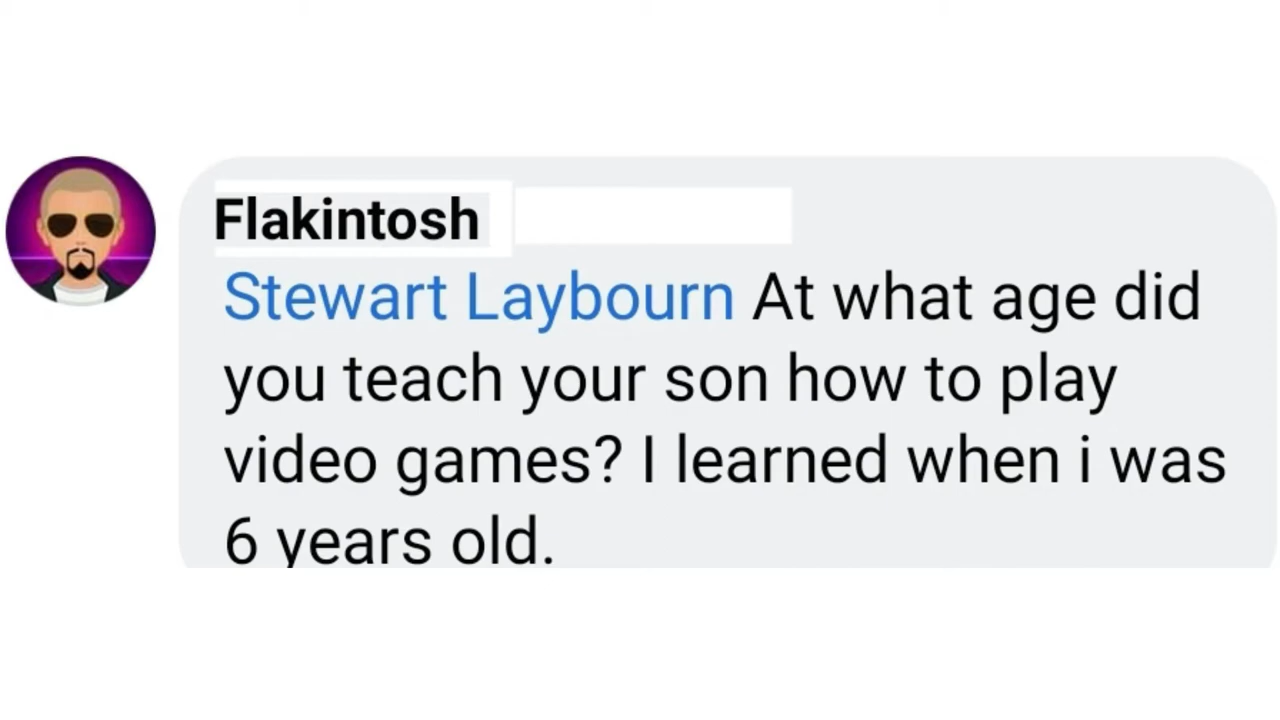 Flakintosh
Stewart Laybourn At what age did
you teach your son how to play
video games? I learned when i was
6 years old.